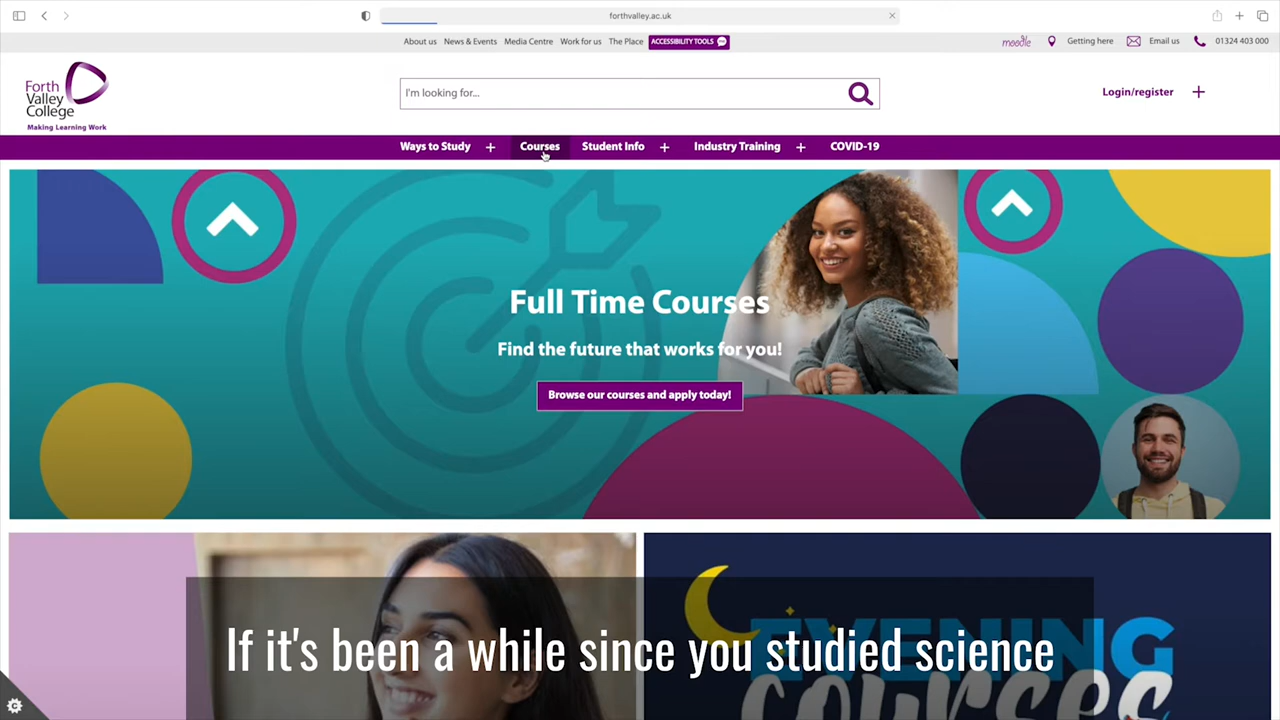 forthvalley.ac.uk
About us News & Events Media Centre Work for us The Place ACCESSIBILITY TOOLS
moodle Getting here Email us 01324 403 000
Forth
Valley
College
Making Learning Work
I'm looking for...
Login/register +
Ways to Study + Courses Student Info + Industry Training + COVID-19
Full Time Courses
Find the future that works for you!
Browse our courses and apply today!
EVENING
courses
If it's been a while since you studied science